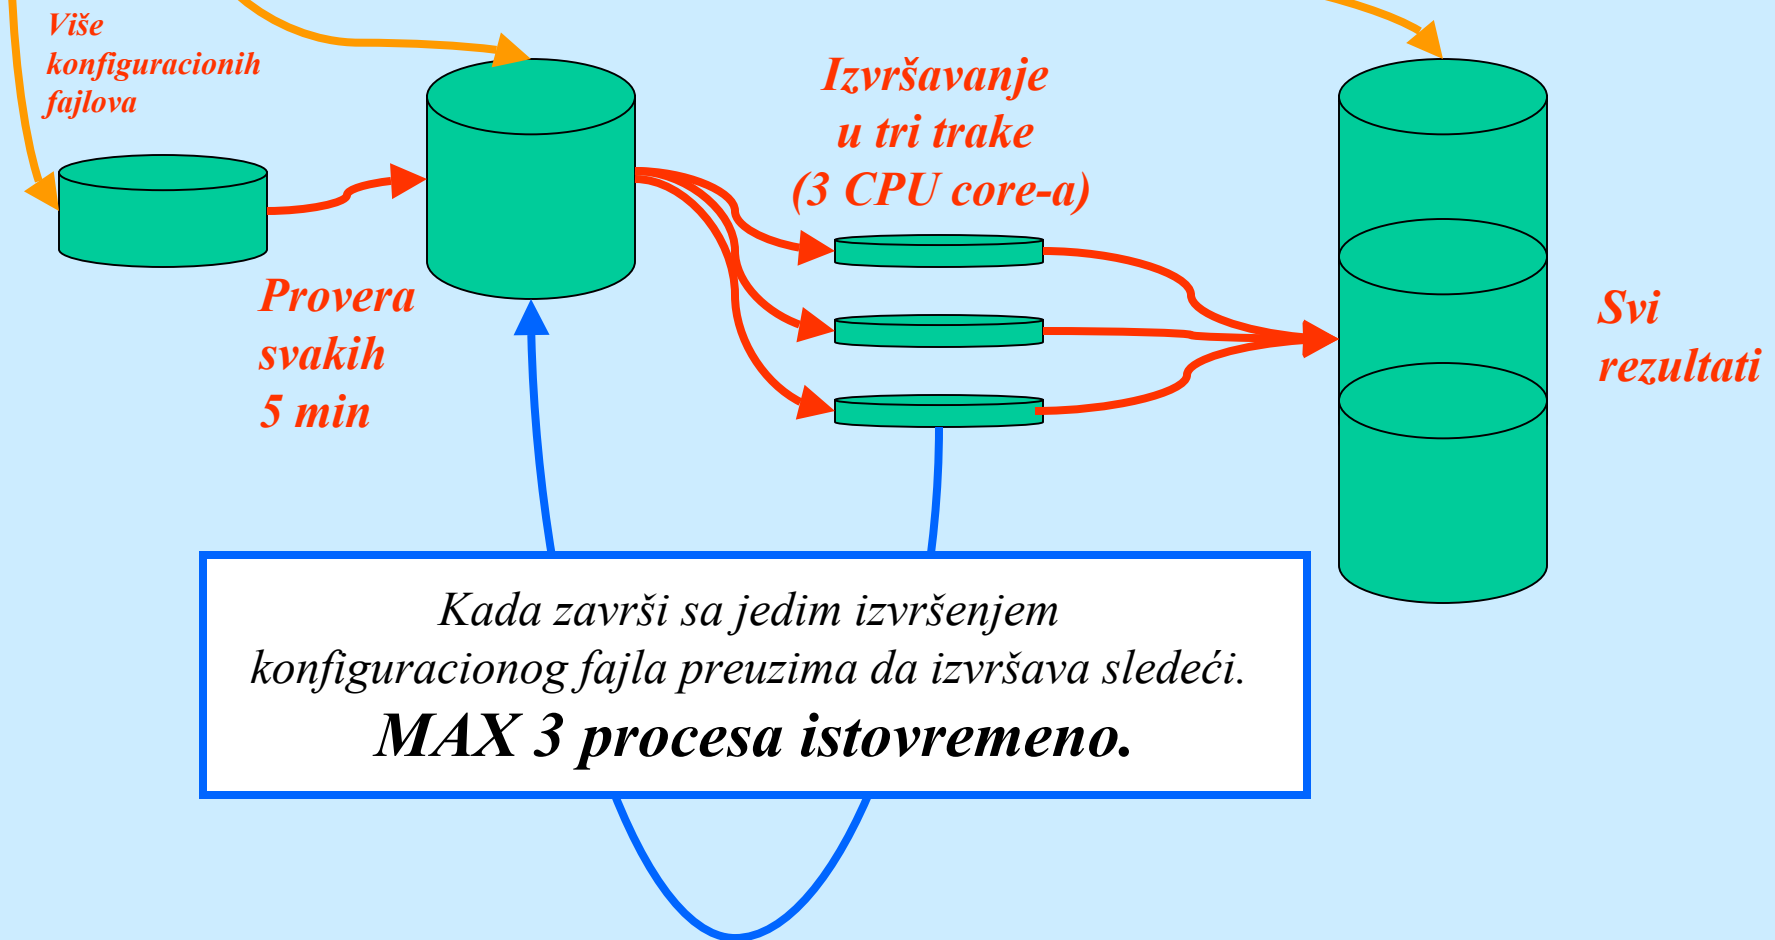 Više
konfiguracionih
fajlova
Izvršavanje
u tri trake
(3 CPU core-a)
Provera
svakih
5 min
Svi
rezultati
Kada završi sa jedim izvršenjem
konfiguracionog fajla preuzima da izvršava sledeći.
MAX 3 procesa istovremeno.